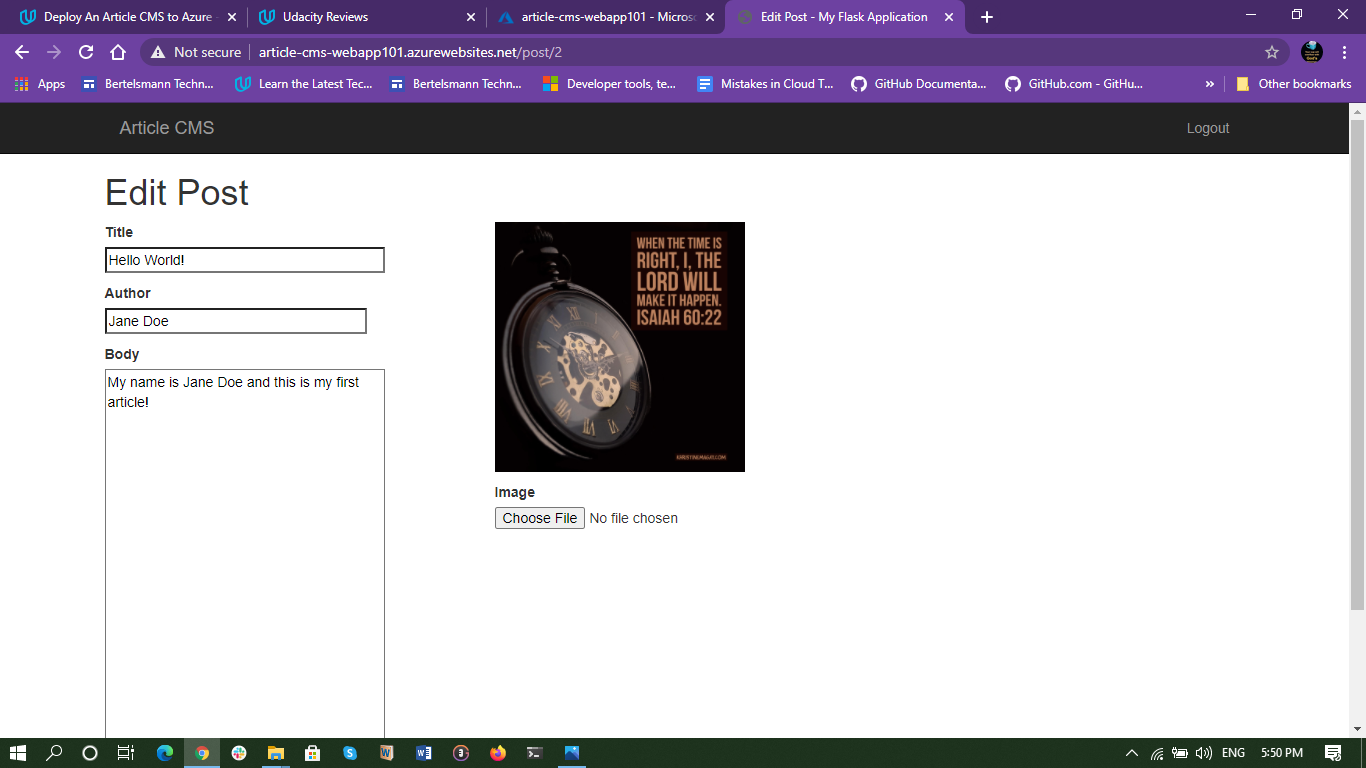 Deploy An Article CMS to Azure -
Udacity Reviews
article-cms-webapp101 - Micros
Edit Post - My Flask Application
Not secure
article-cms-webapp101.azurewebsites.net/post/2
Apps
Bertelsmann Techn...
Learn the Latest Tec...
Bertelsmann Techn...
Developer tools, te...
Mistakes in Cloud T...
GitHub Documenta...
GitHub.com - GitHu...
»
Other bookmarks
Article CMS
Logout
Edit Post
Title
Hello World!
Author
Jane Doe
Body
My name is Jane Doe and this is my first
article!
WHEN THE TIME IS
RIGHT, I, THE
LORD WILL
MAKE IT HAPPEN.
ISAIAH 60:22
Image
Choose File No file chosen
ENG
5:50 PM